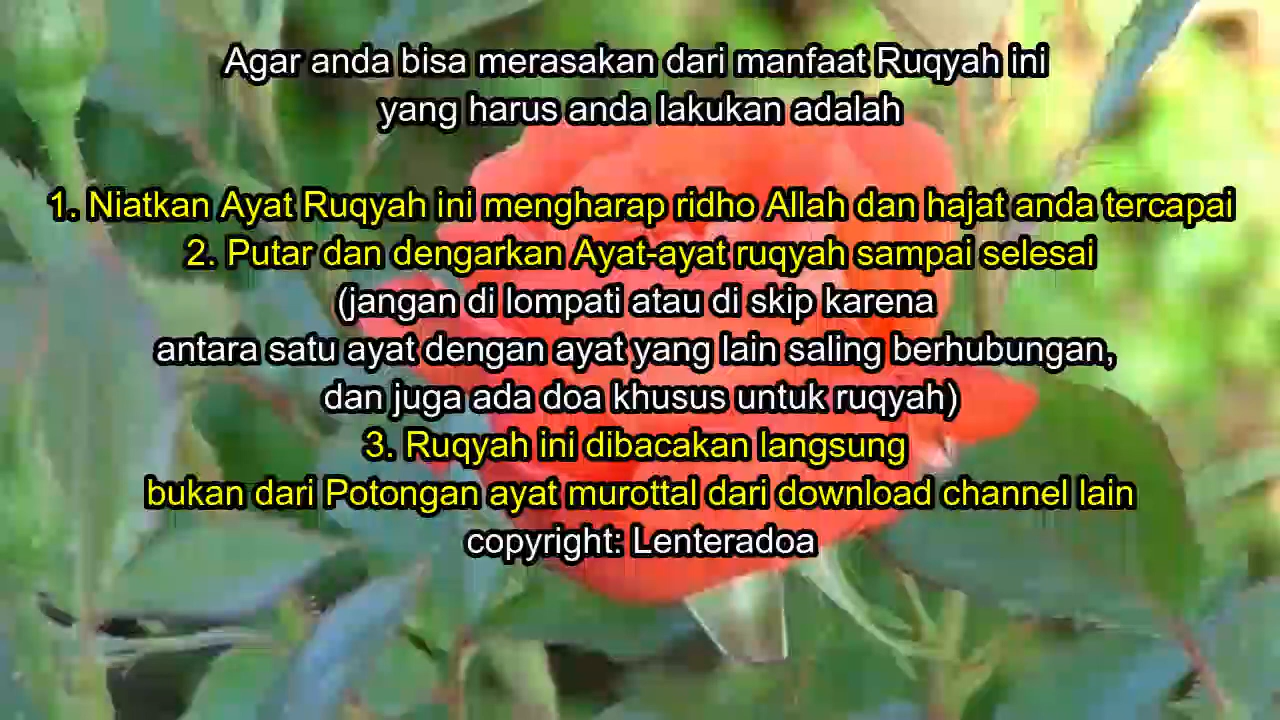 Agar anda bisa merasakan dari manfaat Ruqyah ini
yang harus anda lakukan adalah
1. Niatkan Ayat Ruqyah ini mengharap ridho Allah dan hajat anda tercapai
2. Putar dan dengarkan Ayat-ayat ruqyah sampai selesai
(jangan di lompati atau di skip karena
antara satu ayat dengan ayat yang lain saling berhubungan,
dan juga ada doa khusus untuk ruqyah)
3. Ruqyah ini dibacakan langsung
bukan dari Potongan ayat murottal dari download channel lain
copyright: Lenteradoa